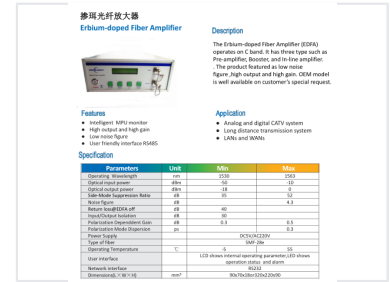 掺珥光纤放大器
Erbium-doped Fiber Amplifier
Description
The Erbium-doped Fiber Amplifier (EDFA)
operates on C band. It has three type such as
Pre-amplifier, Booster, and In-line amplifier.
. The product featured as low noise
figure ,high output and high gain. OEM model
is well available on customer's special request.
Features
● Intelligent MPU monitor
● High output and high gain
● Low noise figure
● User friendly interface RS485
Application
● Analog and digital CATV system
● Long distance transmission system
● LANs and WANs
Specification
Parameters Unit Min Max
Operating Wavelength nm 1530 1563
Optical input power dBm -50 -10
Optical output power dBm -18 9
Side-Mode Suppression Ratio dB 35 52
Noise figure dB 4.3
Return loss@EDFA off dB 40
Input/Output isolation dB 30
Polarization Dependdent Gain dB 0.3 0.5
Polarization Mode Dispersion ps 0.3
Power Supply DC5V/AC220V
Type of fiber SMF-28e
Operating Temperature ℃ -5 55
User interface LCD shows internal operating parameter,LED shows
operation status and alarm
Network interface RS232
Dimensions(L×W×H) mm³ 90x70x18or320x220x90